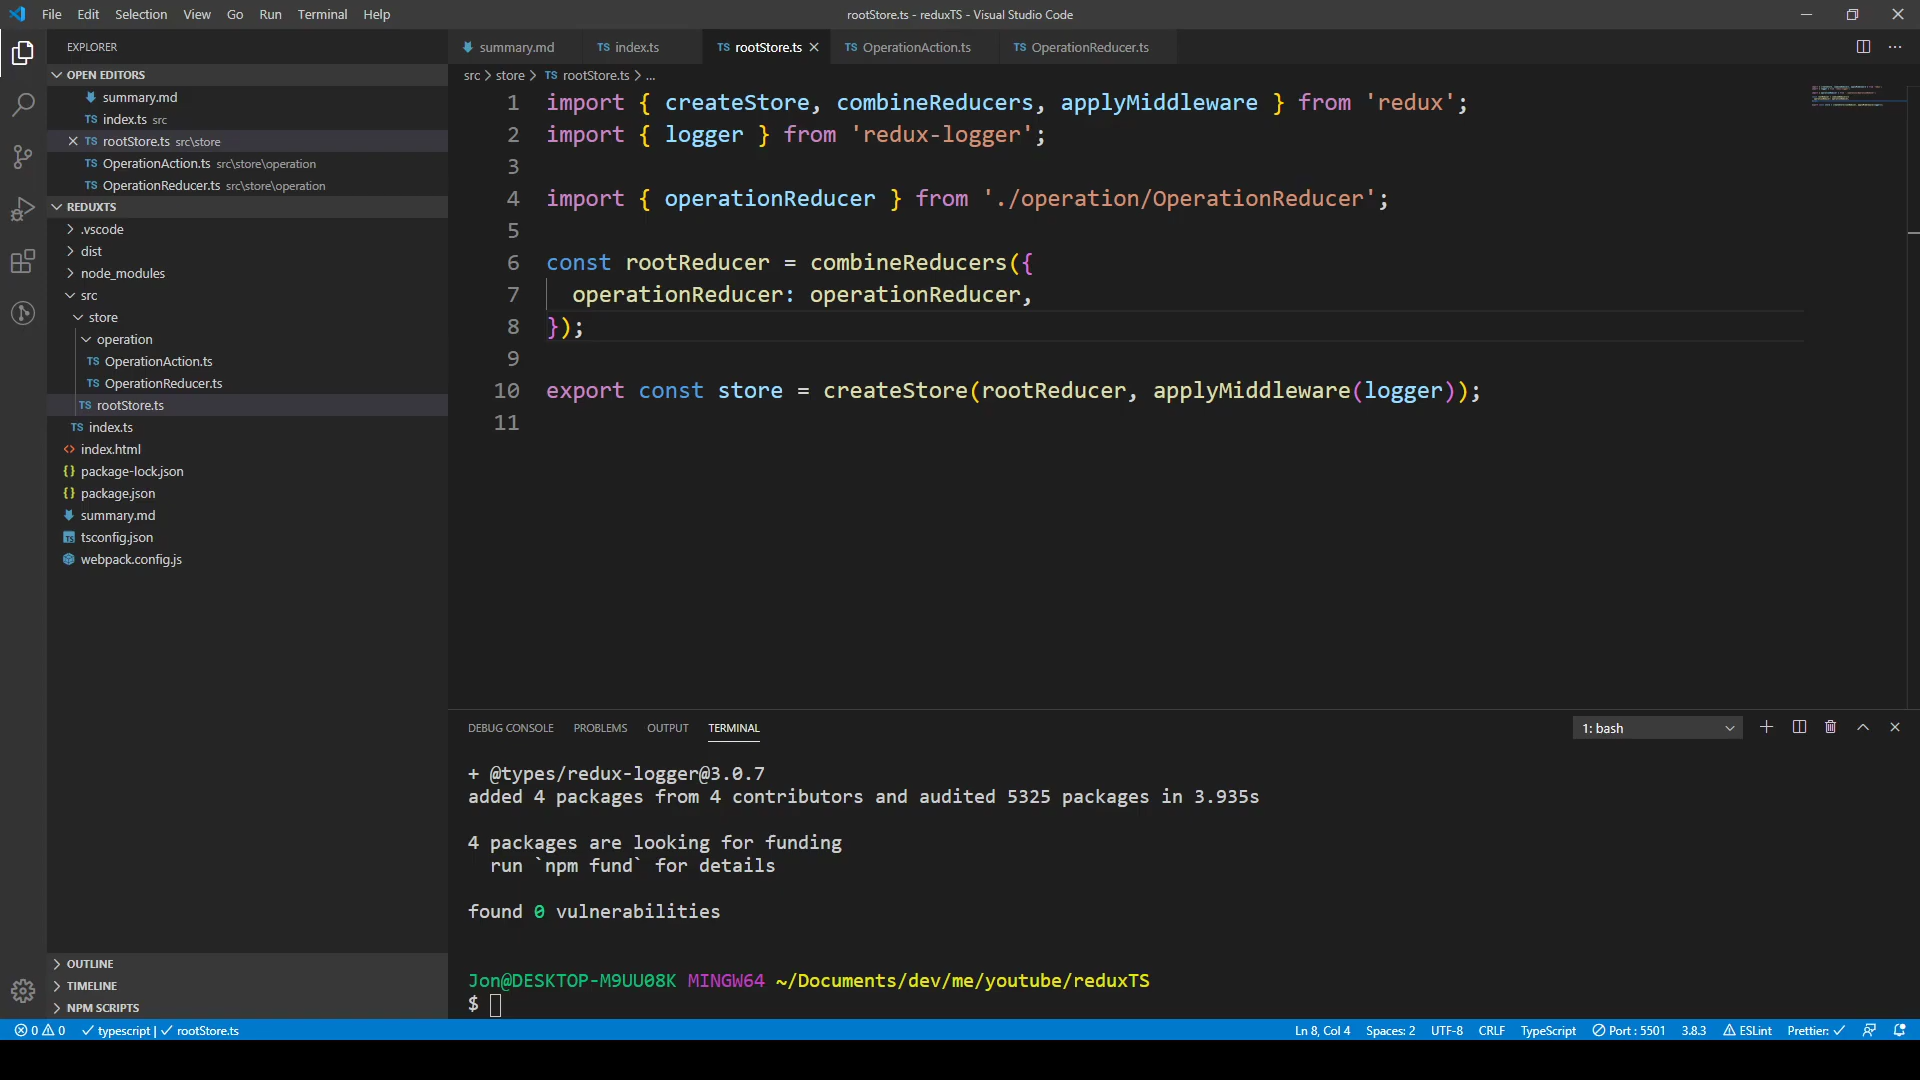 File Edit Selection View Go Run Terminal Help
rootStore.ts - reduxTS - Visual Studio Code
EXPLORER
OPEN EDITORS
summary.md
index.ts src
rootStore.ts src\store
OperationAction.ts src\store\operation
OperationReducer.ts src\store\operation
REDUXTS
.vscode
dist
node_modules
src
store
operation
TS OperationAction.ts
TS OperationReducer.ts
TS rootStore.ts
TS index.ts
index.html
package-lock.json
package.json
summary.md
tsconfig.json
webpack.config.js
OUTLINE
TIMELINE
NPM SCRIPTS
summary.md TS index.ts TS rootStore.ts TS OperationAction.ts TS OperationReducer.ts
src > store > TS rootStore.ts > ...
1 import { createStore, combineReducers, applyMiddleware } from 'redux';
2 import { logger } from 'redux-logger';
3
4 import { operationReducer } from './operation/OperationReducer';
5
6 const rootReducer = combineReducers({
7 operationReducer: operationReducer,
8 });
9
10 export const store = createStore(rootReducer, applyMiddleware(logger));
11
DEBUG CONSOLE PROBLEMS OUTPUT TERMINAL
1: bash
+ @types/redux-logger@3.0.7
added 4 packages from 4 contributors and audited 5325 packages in 3.935s
4 packages are looking for funding
run `npm fund` for details
found 0 vulnerabilities
Jon@DESKTOP-M9UU08K MINGW64 ~/Documents/dev/me/youtube/reduxTS
$
0 0 typescript | rootStore.ts
Ln 8, Col 4 Spaces: 2 UTF-8 CRLF TypeScript Port : 5501 3.8.3 ESLint Prettier: ✓